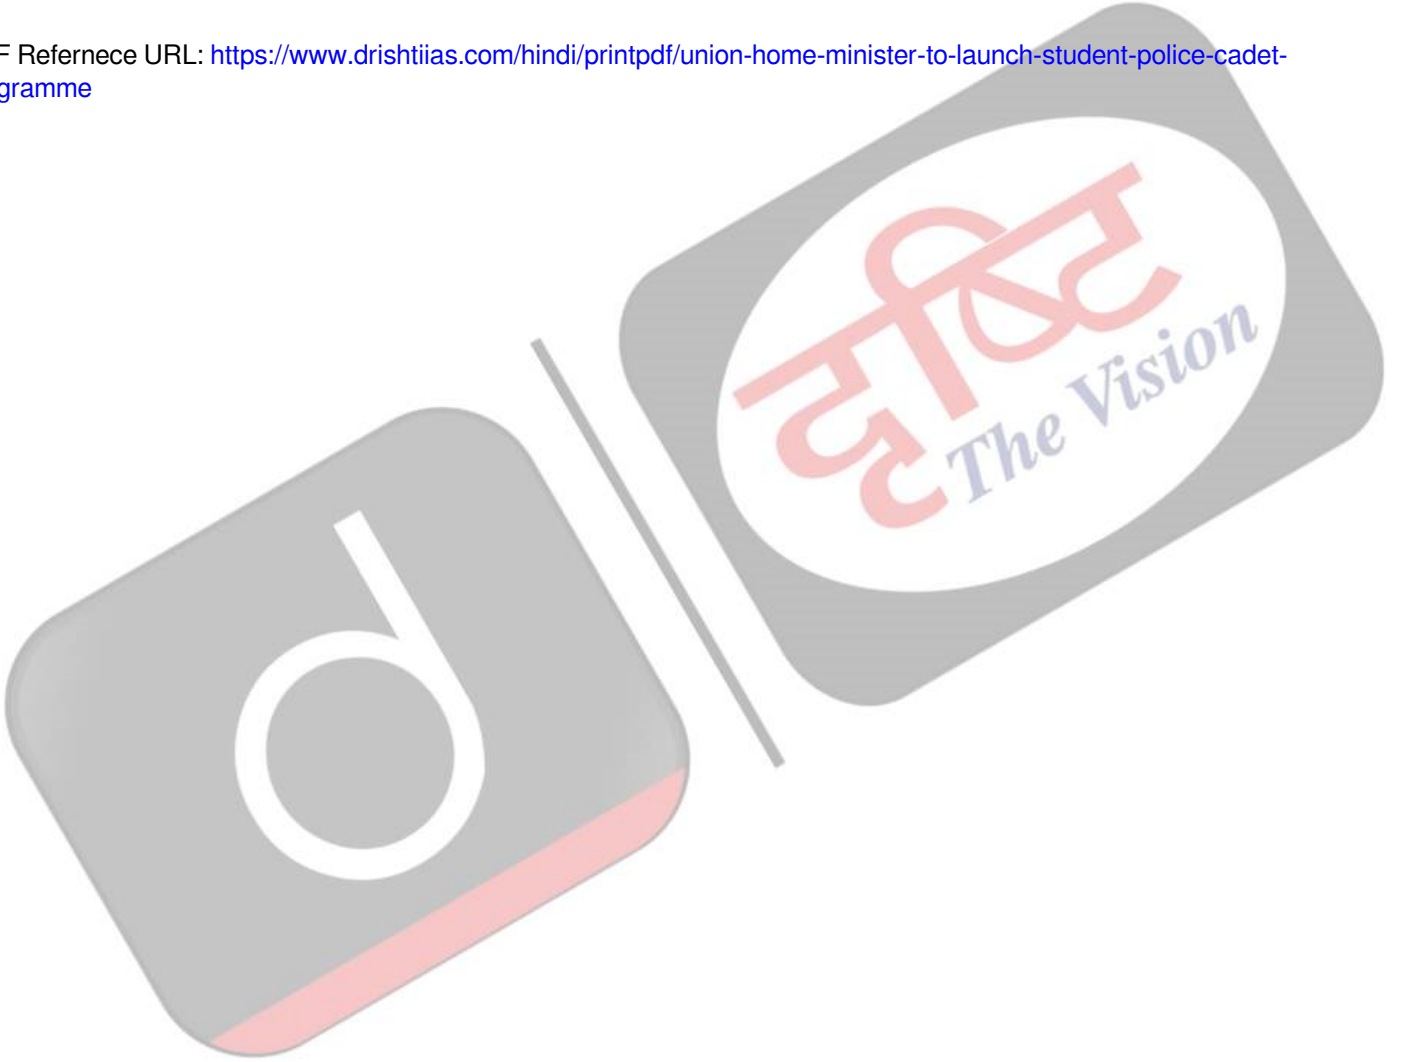 F Refernece URL: https://www.drishtiias.com/hindi/printpdf/union-home-minister-to-launch-student-police-cadet-
gramme
दृष्टि
The Vision
d